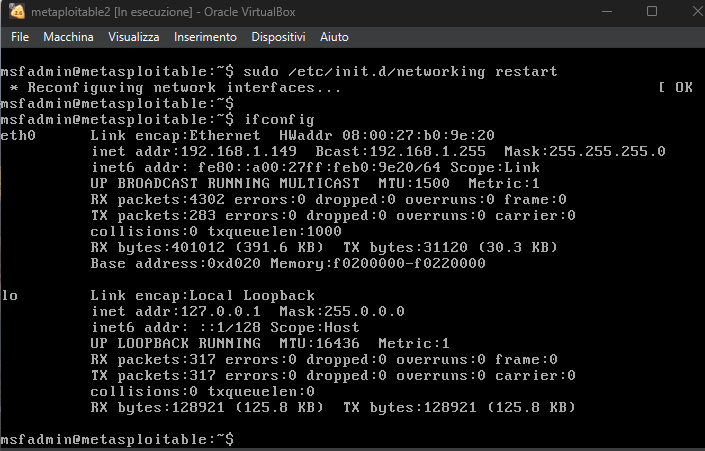 metaploitable2 [In esecuzione] - Oracle VirtualBox
File Macchina Visualizza Inserimento Dispositivi Aiuto
msfadmin@metasploitable:~$ sudo /etc/init.d/networking restart
* Reconfiguring network interfaces... [ OK
msfadmin@metasploitable:~$
msfadmin@metasploitable:~$ ifconfig
eth0 Link encap:Ethernet HWaddr 08:00:27:b0:9e:20
inet addr:192.168.1.149 Bcast:192.168.1.255 Mask:255.255.255.0
inet6 addr: fe80::a00:27ff:feb0:9e20/64 Scope:Link
UP BROADCAST RUNNING MULTICAST MTU:1500 Metric:1
RX packets:4302 errors:0 dropped:0 overruns:0 frame:0
TX packets:283 errors:0 dropped:0 overruns:0 carrier:0
collisions:0 txqueuelen:1000
RX bytes:401012 (391.6 KB) TX bytes:31120 (30.3 KB)
Base address:0xd020 Memory:f0200000-f0220000
lo Link encap:Local Loopback
inet addr:127.0.0.1 Mask:255.0.0.0
inet6 addr: ::1/128 Scope:Host
UP LOOPBACK RUNNING MTU:16436 Metric:1
RX packets:317 errors:0 dropped:0 overruns:0 frame:0
TX packets:317 errors:0 dropped:0 overruns:0 carrier:0
collisions:0 txqueuelen:0
RX bytes:128921 (125.8 KB) TX bytes:128921 (125.8 KB)
msfadmin@metasploitable:~$